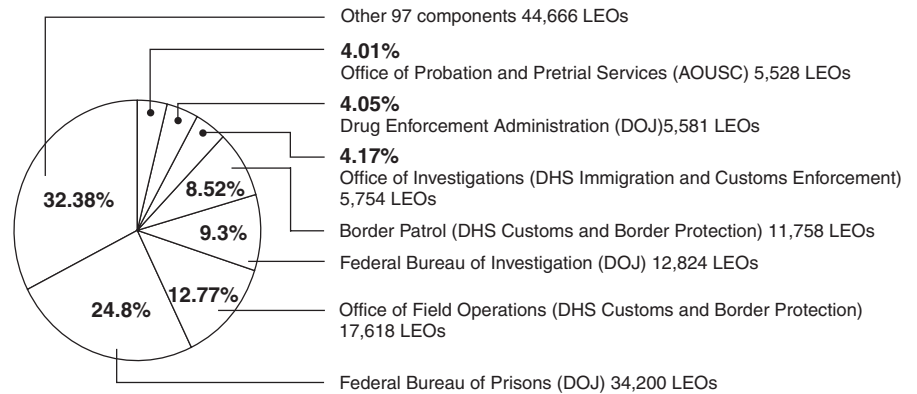 Other 97 components 44,666 LEOs
4.01%
Office of Probation and Pretrial Services (AOUSC) 5,528 LEOs
4.05%
Drug Enforcement Administration (DOJ)5,581 LEOs
4.17%
Office of Investigations (DHS Immigration and Customs Enforcement)
5,754 LEOs
32.38%
8.52%
Border Patrol (DHS Customs and Border Protection) 11,758 LEOs
9.3%
Federal Bureau of Investigation (DOJ) 12,824 LEOs
12.77%
Office of Field Operations (DHS Customs and Border Protection)
17,618 LEOs
24.8%
Federal Bureau of Prisons (DOJ) 34,200 LEOs